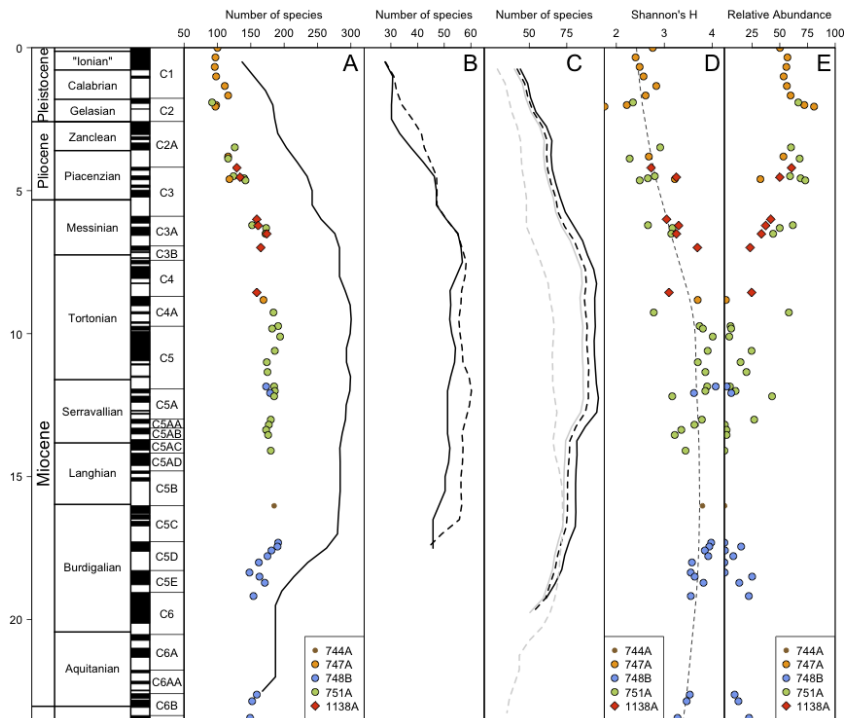 Number of species
Number of species
Number of species
Shannon's H
Relative Abundance
50 100 150 200 250 300
30 40 50 60
50 75
2 3 4
0 25 50 75 100
A
B
C
D
E
0
5
10
15
20
Pleistocene
Pliocene
Miocene
"Ionian"
Calabrian
Gelasian
Zanclean
Piacenzian
Messinian
Tortonian
Serravallian
Langhian
Burdigalian
Aquitanian
C1
C2
C2A
C3
C3A
C3B
C4
C4A
C5
C5A
C5AA
C5AB
C5AC
C5AD
C5B
C5C
C5D
C5E
C6
C6A
C6AA
C6B
744A
747A
748B
751A
1138A
744A
747A
748B
751A
1138A
744A
747A
748B
751A
1138A